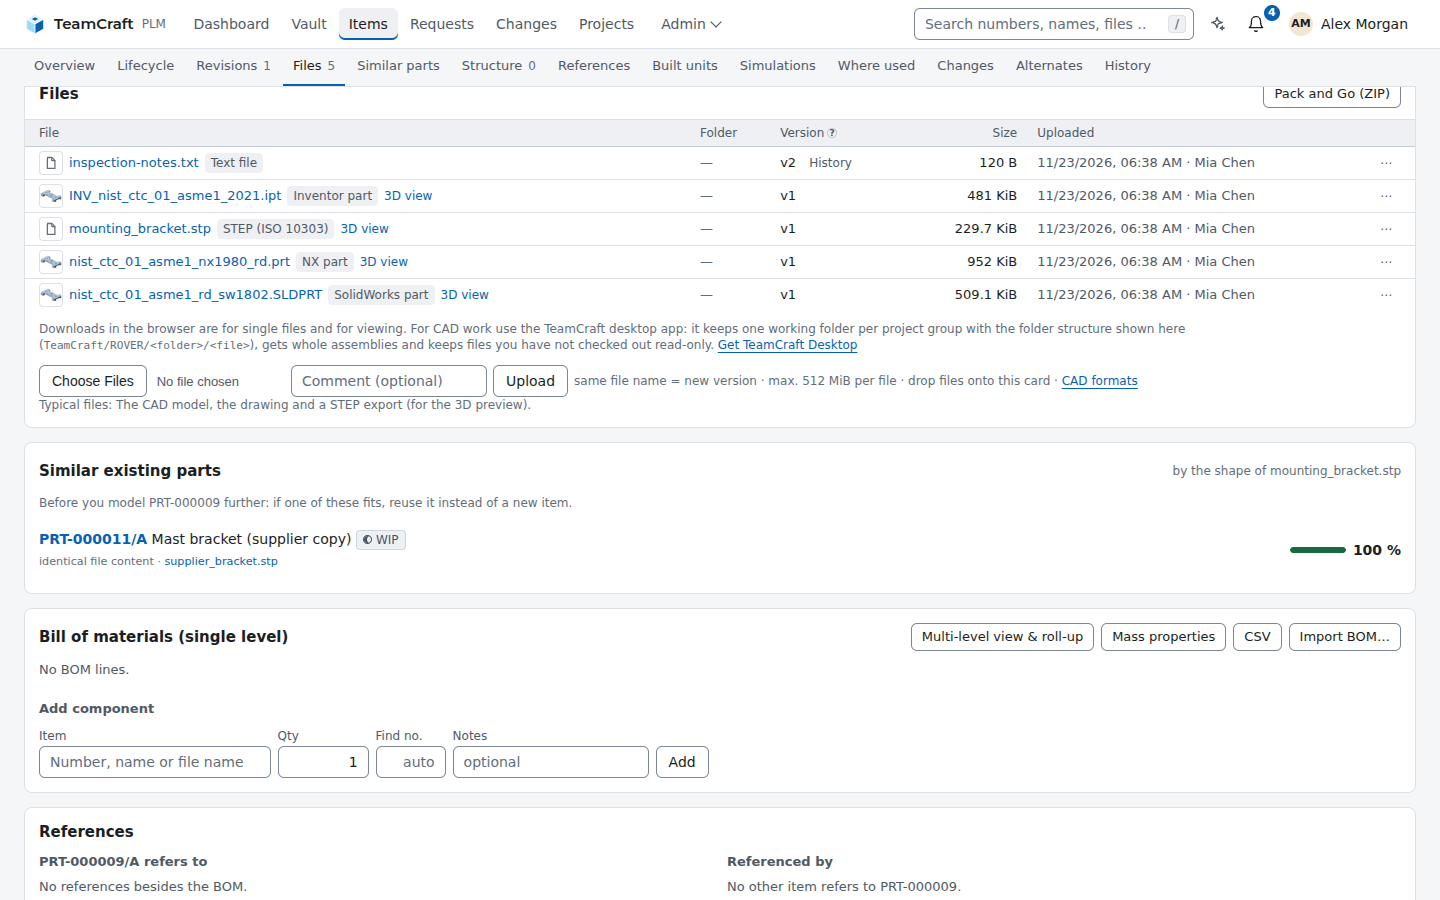 TeamCraft PLM Dashboard Vault Items Requests Changes Projects Admin Search numbers, names, files .. / 4 AM Alex Morgan
Overview Lifecycle Revisions 1 Files 5 Similar parts Structure 0 References Built units Simulations Where used Changes Alternates History
Files Pack and Go (ZIP)
File Folder Version ? Size Uploaded
inspection-notes.txt Text file — v2 History 120 B 11/23/2026, 06:38 AM · Mia Chen ···
INV_nist_ctc_01_asme1_2021.ipt Inventor part 3D view — v1 481 KiB 11/23/2026, 06:38 AM · Mia Chen ···
mounting_bracket.stp STEP (ISO 10303) 3D view — v1 229.7 KiB 11/23/2026, 06:38 AM · Mia Chen ···
nist_ctc_01_asme1_nx1980_rd.prt NX part 3D view — v1 952 KiB 11/23/2026, 06:38 AM · Mia Chen ···
nist_ctc_01_asme1_rd_sw1802.SLDPRT SolidWorks part 3D view — v1 509.1 KiB 11/23/2026, 06:38 AM · Mia Chen ···
Downloads in the browser are for single files and for viewing. For CAD work use the TeamCraft desktop app: it keeps one working folder per project group with the folder structure shown here
(TeamCraft/ROVER/<folder>/<file>), gets whole assemblies and keeps files you have not checked out read-only. Get TeamCraft Desktop
Choose Files No file chosen Comment (optional) Upload same file name = new version · max. 512 MiB per file · drop files onto this card · CAD formats
Typical files: The CAD model, the drawing and a STEP export (for the 3D preview).
Similar existing parts by the shape of mounting_bracket.stp
Before you model PRT-000009 further: if one of these fits, reuse it instead of a new item.
PRT-000011/A Mast bracket (supplier copy) WIP
identical file content · supplier_bracket.stp 100 %
Bill of materials (single level) Multi-level view & roll-up Mass properties CSV Import BOM...
No BOM lines.
Add component
Item Qty Find no. Notes
Number, name or file name 1 auto optional Add
References
PRT-000009/A refers to Referenced by
No references besides the BOM. No other item refers to PRT-000009.